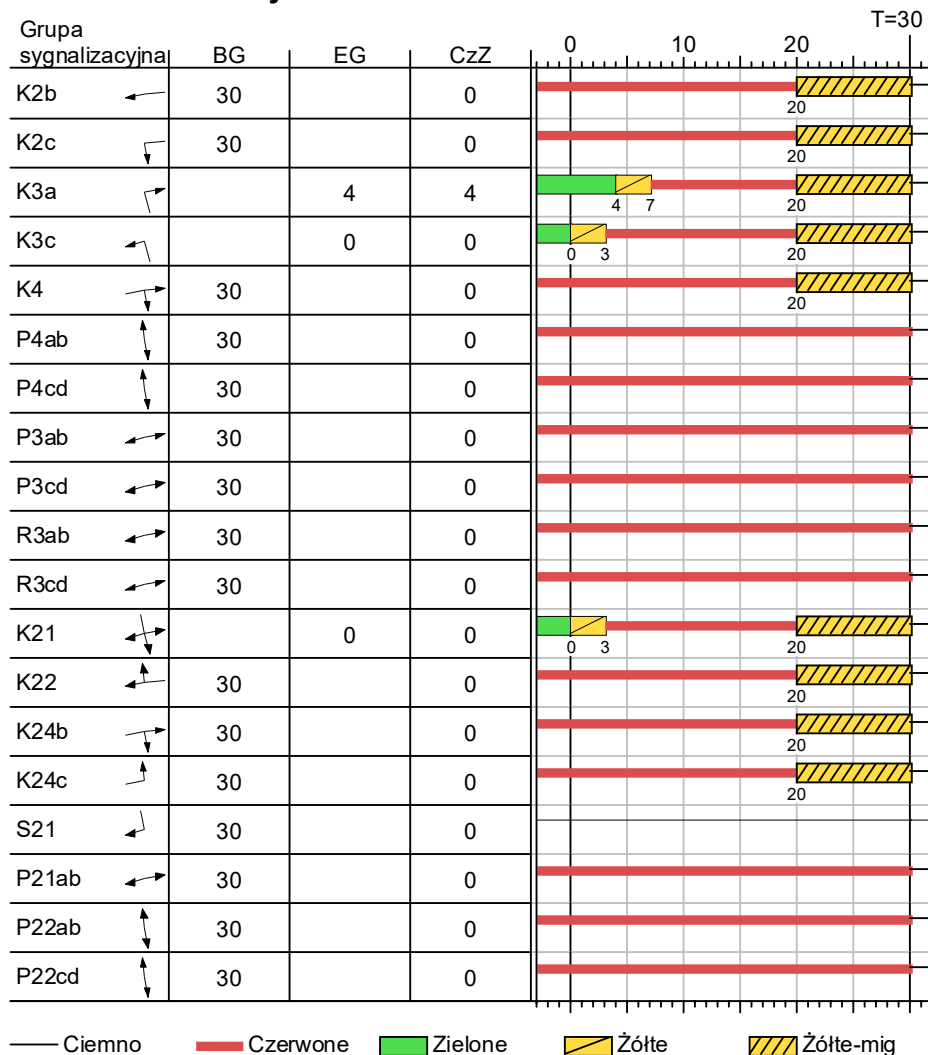 T=30
Grupa
sygnalizacyjna BG EG CzZ 0 10 20
K2b 30 0 20
K2c 30 0 20
K3a 4 4 4 7 20
K3c 0 0 0 3 20
K4 30 0 20
P4ab 30 0
P4cd 30 0
P3ab 30 0
P3cd 30 0
R3ab 30 0
R3cd 30 0
K21 0 0 0 3 20
K22 30 0 20
K24b 30 0 20
K24c 30 0 20
S21 30 0
P21ab 30 0
P22ab 30 0
P22cd 30 0
Ciemno Czerwone Zielone Żółte Żółte-mig